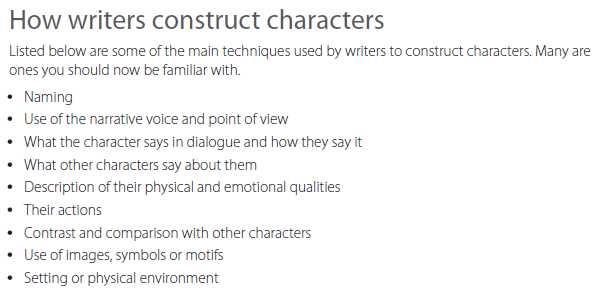 How writers construct characters
Listed below are some of the main techniques used by writers to construct characters. Many are
ones you should now be familiar with.
• Naming
• Use of the narrative voice and point of view
• What the character says in dialogue and how they say it
• What other characters say about them
• Description of their physical and emotional qualities
• Their actions
• Contrast and comparison with other characters
• Use of images, symbols or motifs
• Setting or physical environment